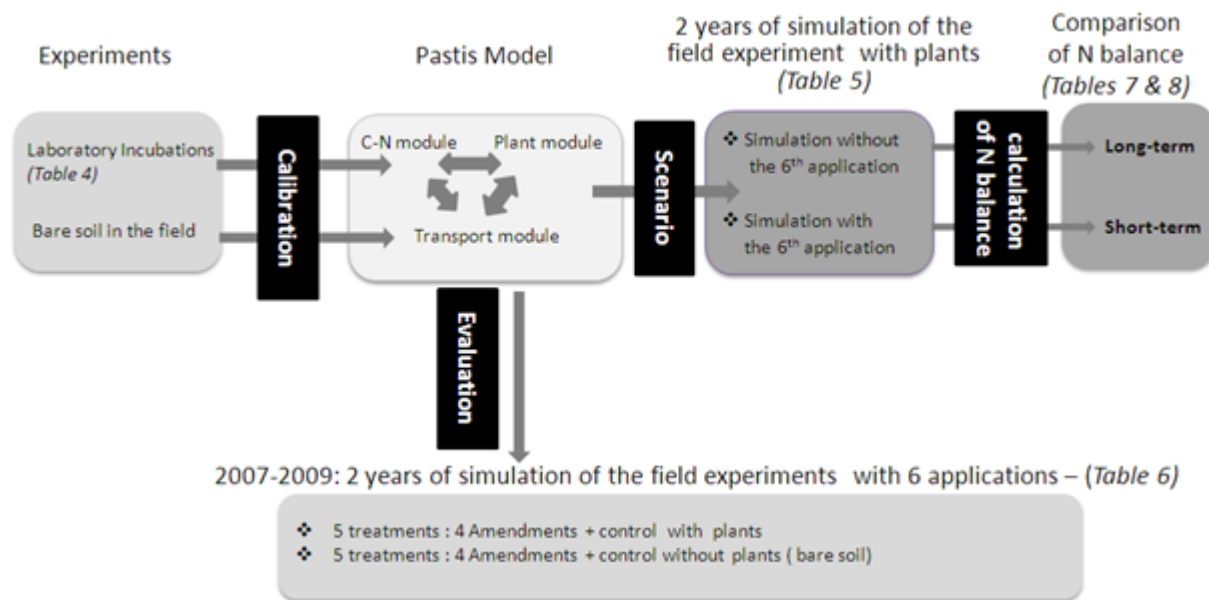 Experiments
Laboratory Incubations
(Table 4)
Bare soil in the field
Calibration
Pastis Model
C-N module
Plant module
Transport module
Scenario
2 years of simulation of the
field experiment with plants
(Table 5)
❖ Simulation without
the 6th application
❖ Simulation with
the 6th application
calculation
of N balance
Comparison
of N balance
(Tables 7 & 8)
Long-term
Short-term
Evaluation
2007-2009: 2 years of simulation of the field experiments with 6 applications – (Table 6)
❖ 5 treatments : 4 Amendments + control with plants
❖ 5 treatments : 4 Amendments + control without plants ( bare soil)